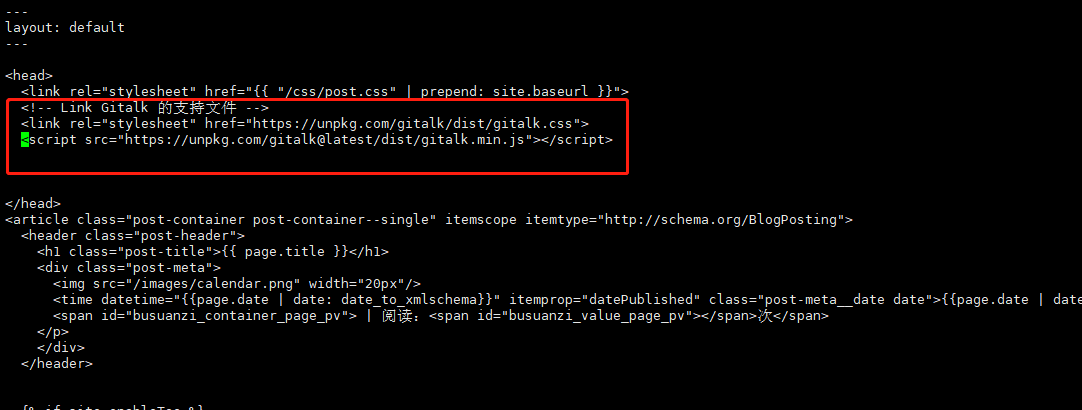 ---
layout: default
---
<head>
<link rel="stylesheet" href="{{ "/css/post.css" | prepend: site.baseurl }}">
<!-- Link Gitalk 的支持文件 -->
<link rel="stylesheet" href="https://unpkg.com/gitalk/dist/gitalk.css">
<script src="https://unpkg.com/gitalk@latest/dist/gitalk.min.js"></script>
</head>
<article class="post-container post-container--single" itemscope itemtype="http://schema.org/BlogPosting">
<header class="post-header">
<h1 class="post-title">{{ page.title }}</h1>
<div class="post-meta">
<img src="/images/calendar.png" width="20px"/>
<time datetime="{{page.date | date: date_to_xmlschema}}" itemprop="datePublished" class="post-meta__date date">{{page.date | date
<span id="busuanzi_container_page_pv"> | 阅读：<span id="busuanzi_value_page_pv"></span>次</span>
</p>
</div>
</header>
{% if site.enableToc %}